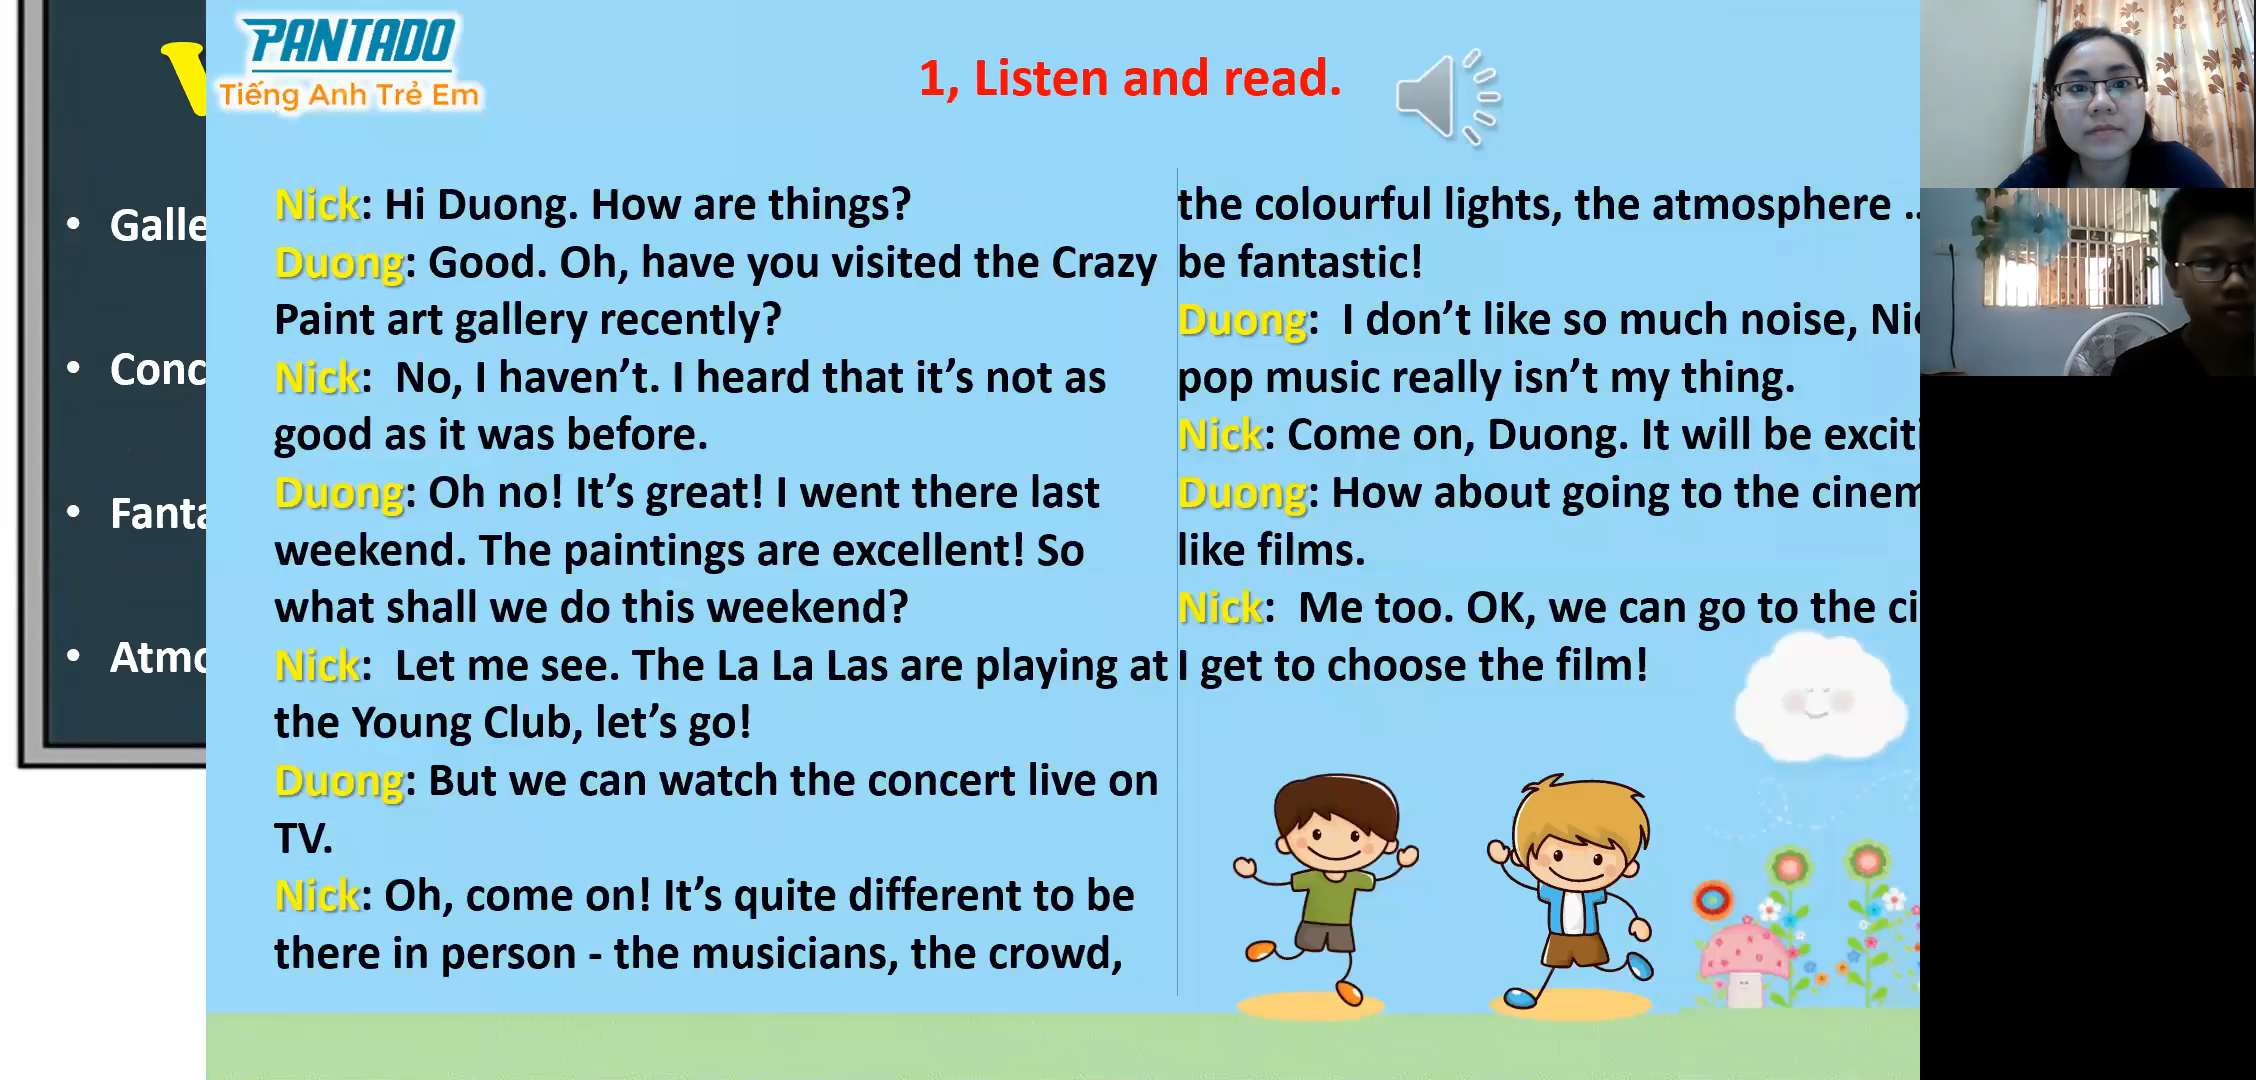 PANTADO
Tiếng Anh Trẻ Em
1, Listen and read.
• Galle
• Conc
• Fanta
• Atmo
Nick: Hi Duong. How are things?
Duong: Good. Oh, have you visited the Crazy
Paint art gallery recently?
Nick: No, I haven’t. I heard that it’s not as
good as it was before.
Duong: Oh no! It’s great! I went there last
weekend. The paintings are excellent! So
what shall we do this weekend?
Nick: Let me see. The La La Las are playing at
the Young Club, let’s go!
Duong: But we can watch the concert live on
TV.
Nick: Oh, come on! It’s quite different to be
there in person - the musicians, the crowd,
the colourful lights, the atmosphere ..
be fantastic!
Duong: I don’t like so much noise, Nic
pop music really isn’t my thing.
Nick: Come on, Duong. It will be exciti
Duong: How about going to the cinem
like films.
Nick: Me too. OK, we can go to the ci
I get to choose the film!